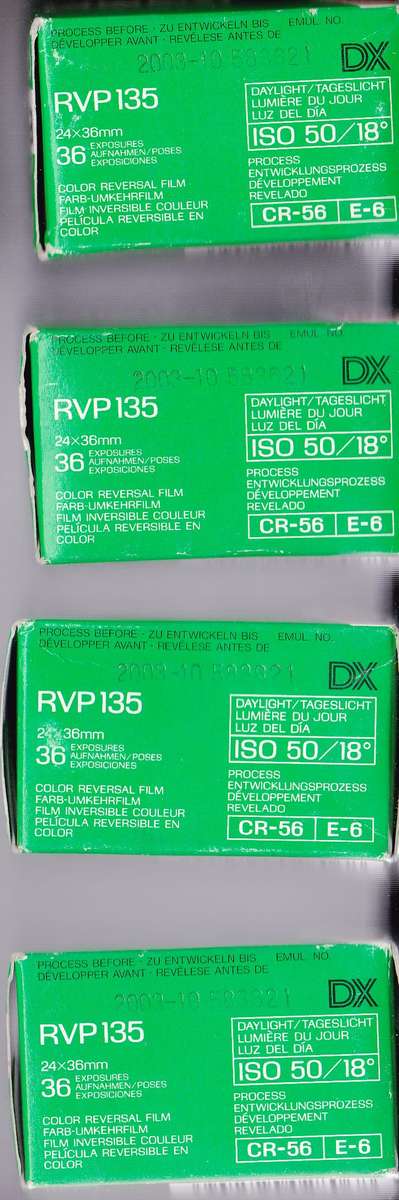 PROCESS BEFORE · ZU ENTWICKELN BIS EMUL. NO.
DÉVELOPPER AVANT · REVÉLESE ANTES DE
2003-10
DX
RVP 135
24×36mm
36 EXPOSURES
AUFNAHMEN/POSES
EXPOSICIONES
COLOR REVERSAL FILM
FARB-UMKEHRFILM
FILM INVERSIBLE COULEUR
PELÍCULA REVERSIBLE EN
COLOR
DAYLIGHT/TAGESLICHT
LUMIÈRE DU JOUR
LUZ DEL DÍA
ISO 50/18°
PROCESS
ENTWICKLUNGSPROZESS
DÉVELOPPEMENT
REVELADO
CR-56 E-6
PROCESS BEFORE · ZU ENTWICKELN BIS EMUL. NO.
DÉVELOPPER AVANT · REVÉLESE ANTES DE
2003-10
DX
RVP 135
24×36mm
36 EXPOSURES
AUFNAHMEN/POSES
EXPOSICIONES
COLOR REVERSAL FILM
FARB-UMKEHRFILM
FILM INVERSIBLE COULEUR
PELÍCULA REVERSIBLE EN
COLOR
DAYLIGHT/TAGESLICHT
LUMIÈRE DU JOUR
LUZ DEL DÍA
ISO 50/18°
PROCESS
ENTWICKLUNGSPROZESS
DÉVELOPPEMENT
REVELADO
CR-56 E-6
PROCESS BEFORE · ZU ENTWICKELN BIS EMUL. NO.
DÉVELOPPER AVANT · REVÉLESE ANTES DE
2003-10
DX
RVP 135
24×36mm
36 EXPOSURES
AUFNAHMEN/POSES
EXPOSICIONES
COLOR REVERSAL FILM
FARB-UMKEHRFILM
FILM INVERSIBLE COULEUR
PELÍCULA REVERSIBLE EN
COLOR
DAYLIGHT/TAGESLICHT
LUMIÈRE DU JOUR
LUZ DEL DÍA
ISO 50/18°
PROCESS
ENTWICKLUNGSPROZESS
DÉVELOPPEMENT
REVELADO
CR-56 E-6
PROCESS BEFORE · ZU ENTWICKELN BIS EMUL. NO.
DÉVELOPPER AVANT · REVÉLESE ANTES DE
2003-10
DX
RVP 135
24×36mm
36 EXPOSURES
AUFNAHMEN/POSES
EXPOSICIONES
COLOR REVERSAL FILM
FARB-UMKEHRFILM
FILM INVERSIBLE COULEUR
PELÍCULA REVERSIBLE EN
COLOR
DAYLIGHT/TAGESLICHT
LUMIÈRE DU JOUR
LUZ DEL DÍA
ISO 50/18°
PROCESS
ENTWICKLUNGSPROZESS
DÉVELOPPEMENT
REVELADO
CR-56 E-6